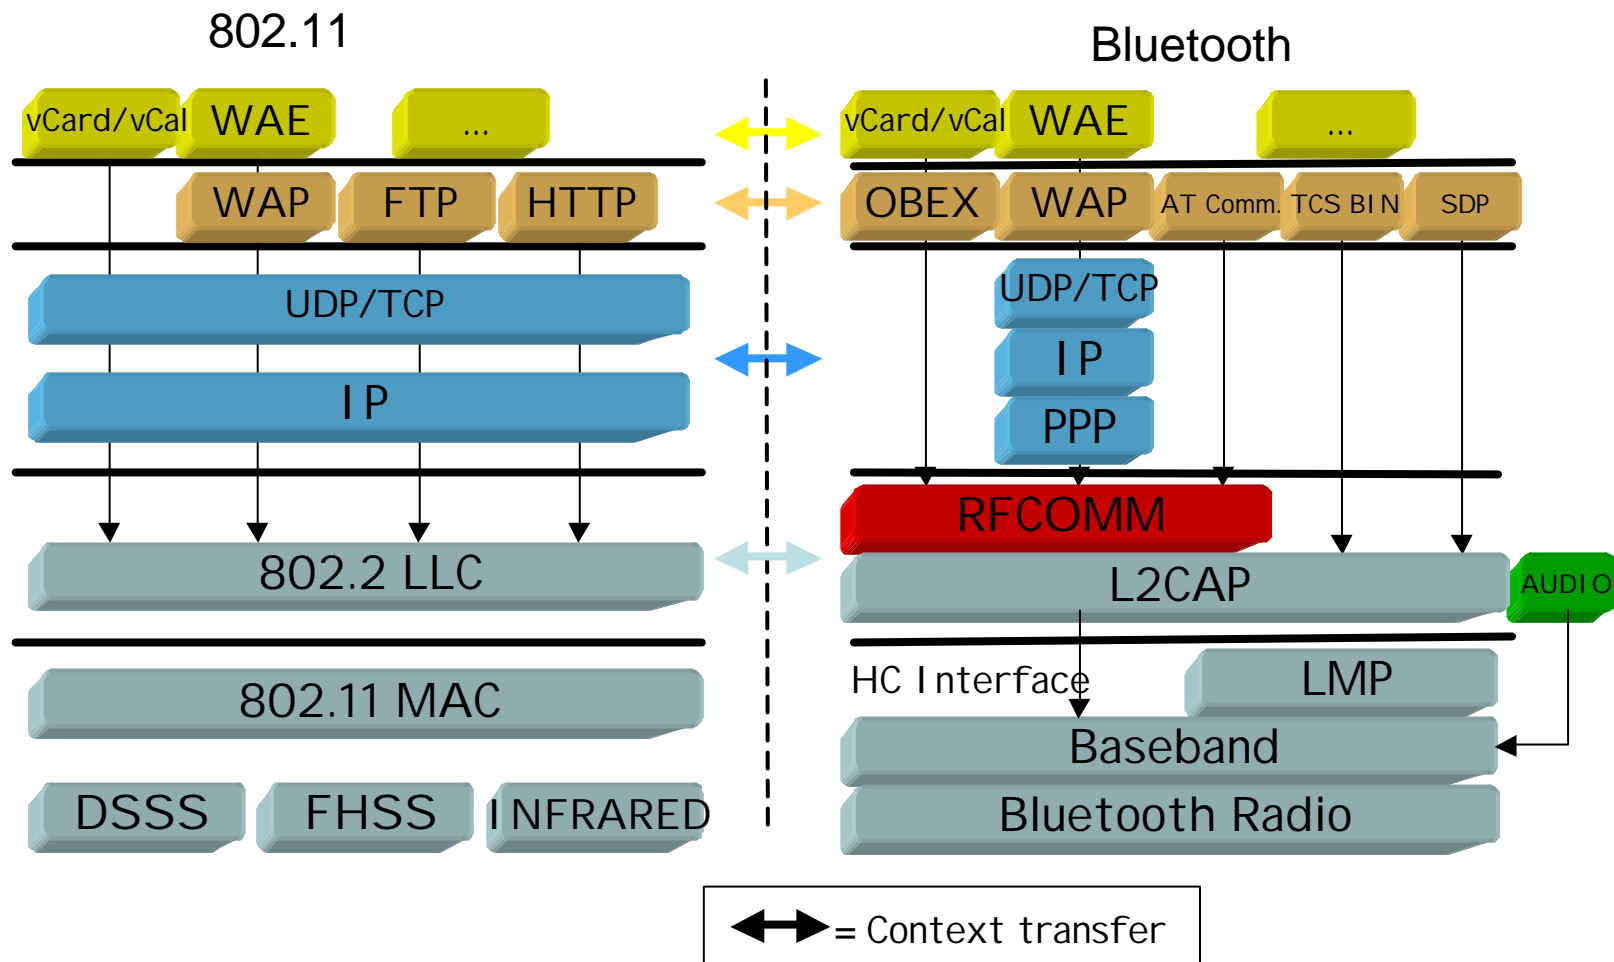 802.11
Bluetooth
vCard/vCal WAE ...
vCard/vCal WAE ...
WAP FTP HTTP
OBEX WAP AT Comm. TCS BIN SDP
UDP/TCP
UDP/TCP
IP
IP
PPP
RFCOMM
802.2 LLC
L2CAP
AUDIO
802.11 MAC
HC Interface
LMP
Baseband
DSSS FHSS INFRARED
Bluetooth Radio
= Context transfer